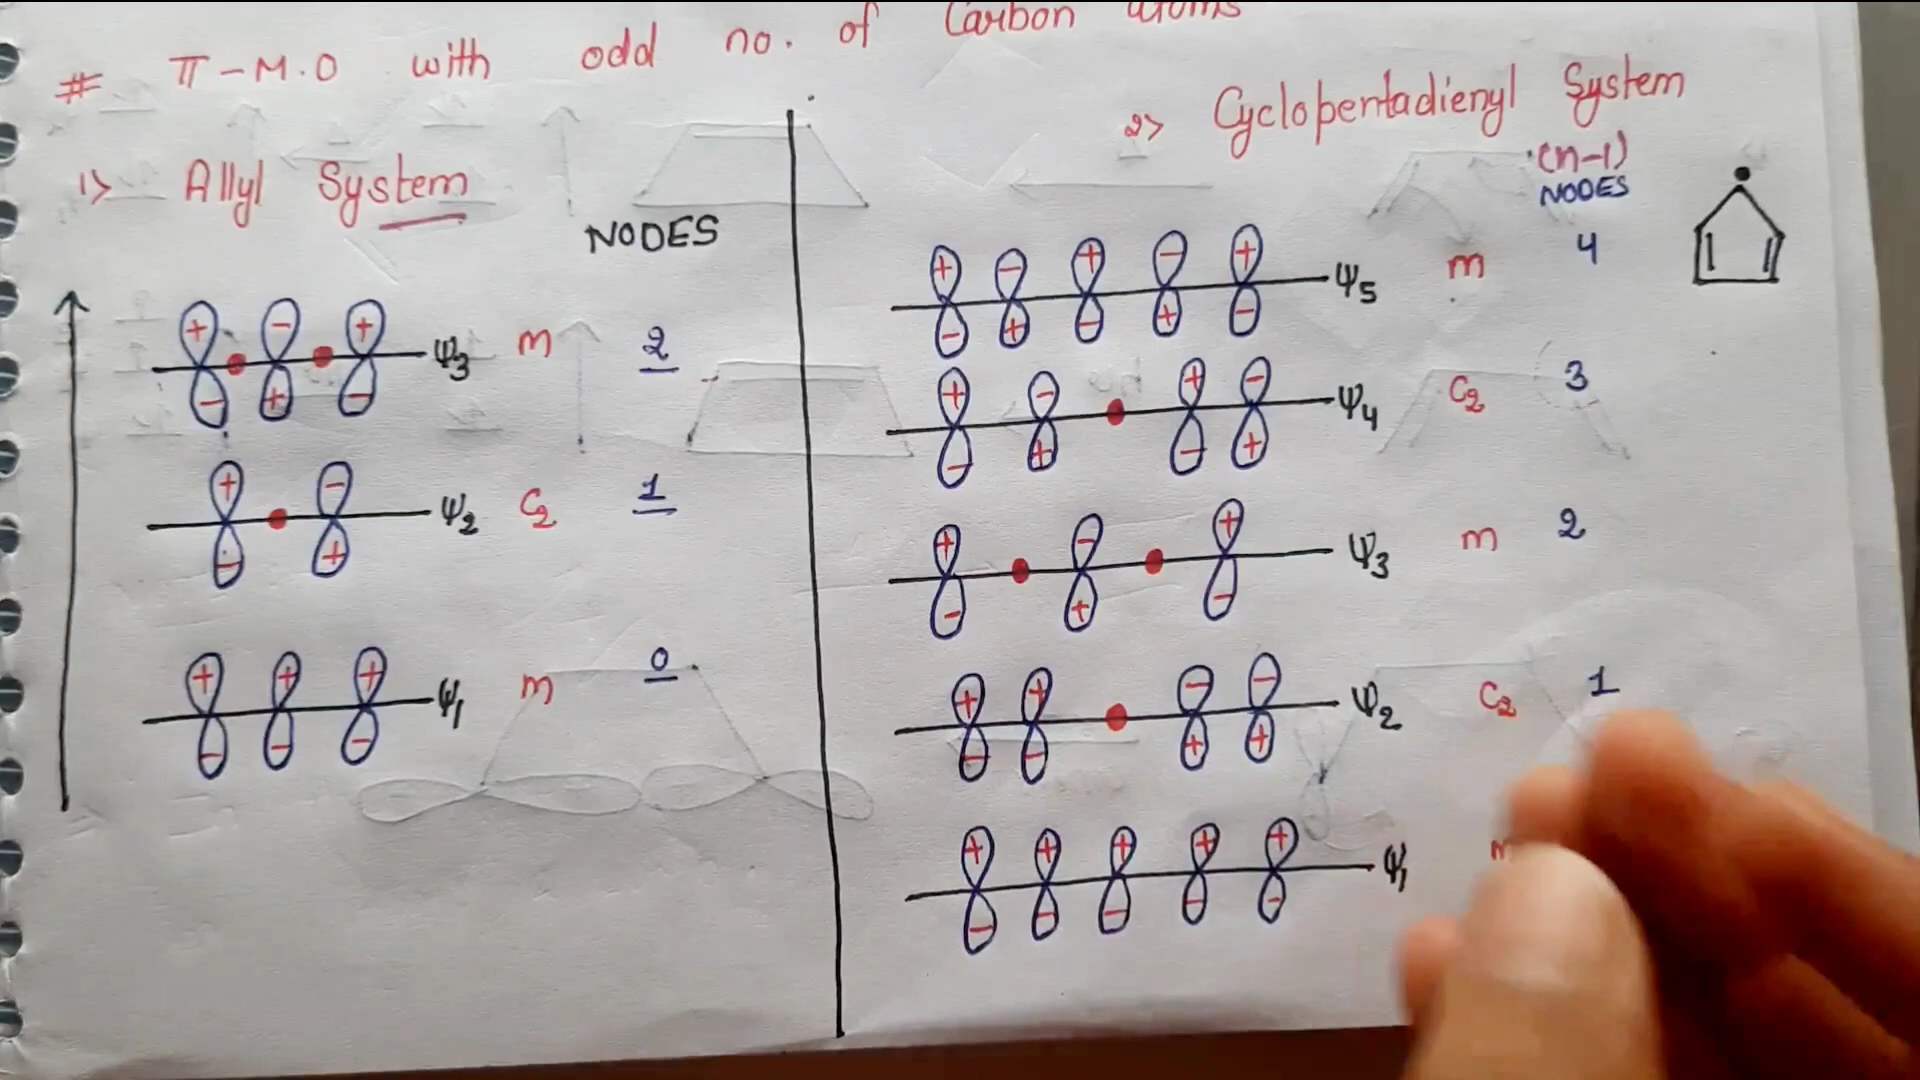 # π-M.O with odd no. of Carbon atoms
1> Allyl System
NODES
+ - + ψ3 m 2
- + -
+ - ψ2 C2 1
- +
+ + + ψ1 m 0
- - -
2> Cyclopentadienyl System
(n-1)
NODES
+ - + - + ψ5 m 4
- + - + -
+ - + - ψ4 C2 3
- + - +
+ - + ψ3 m 2
- + -
+ + - - ψ2 C2 1
- - + +
+ + + + + ψ1 m
- - - - -